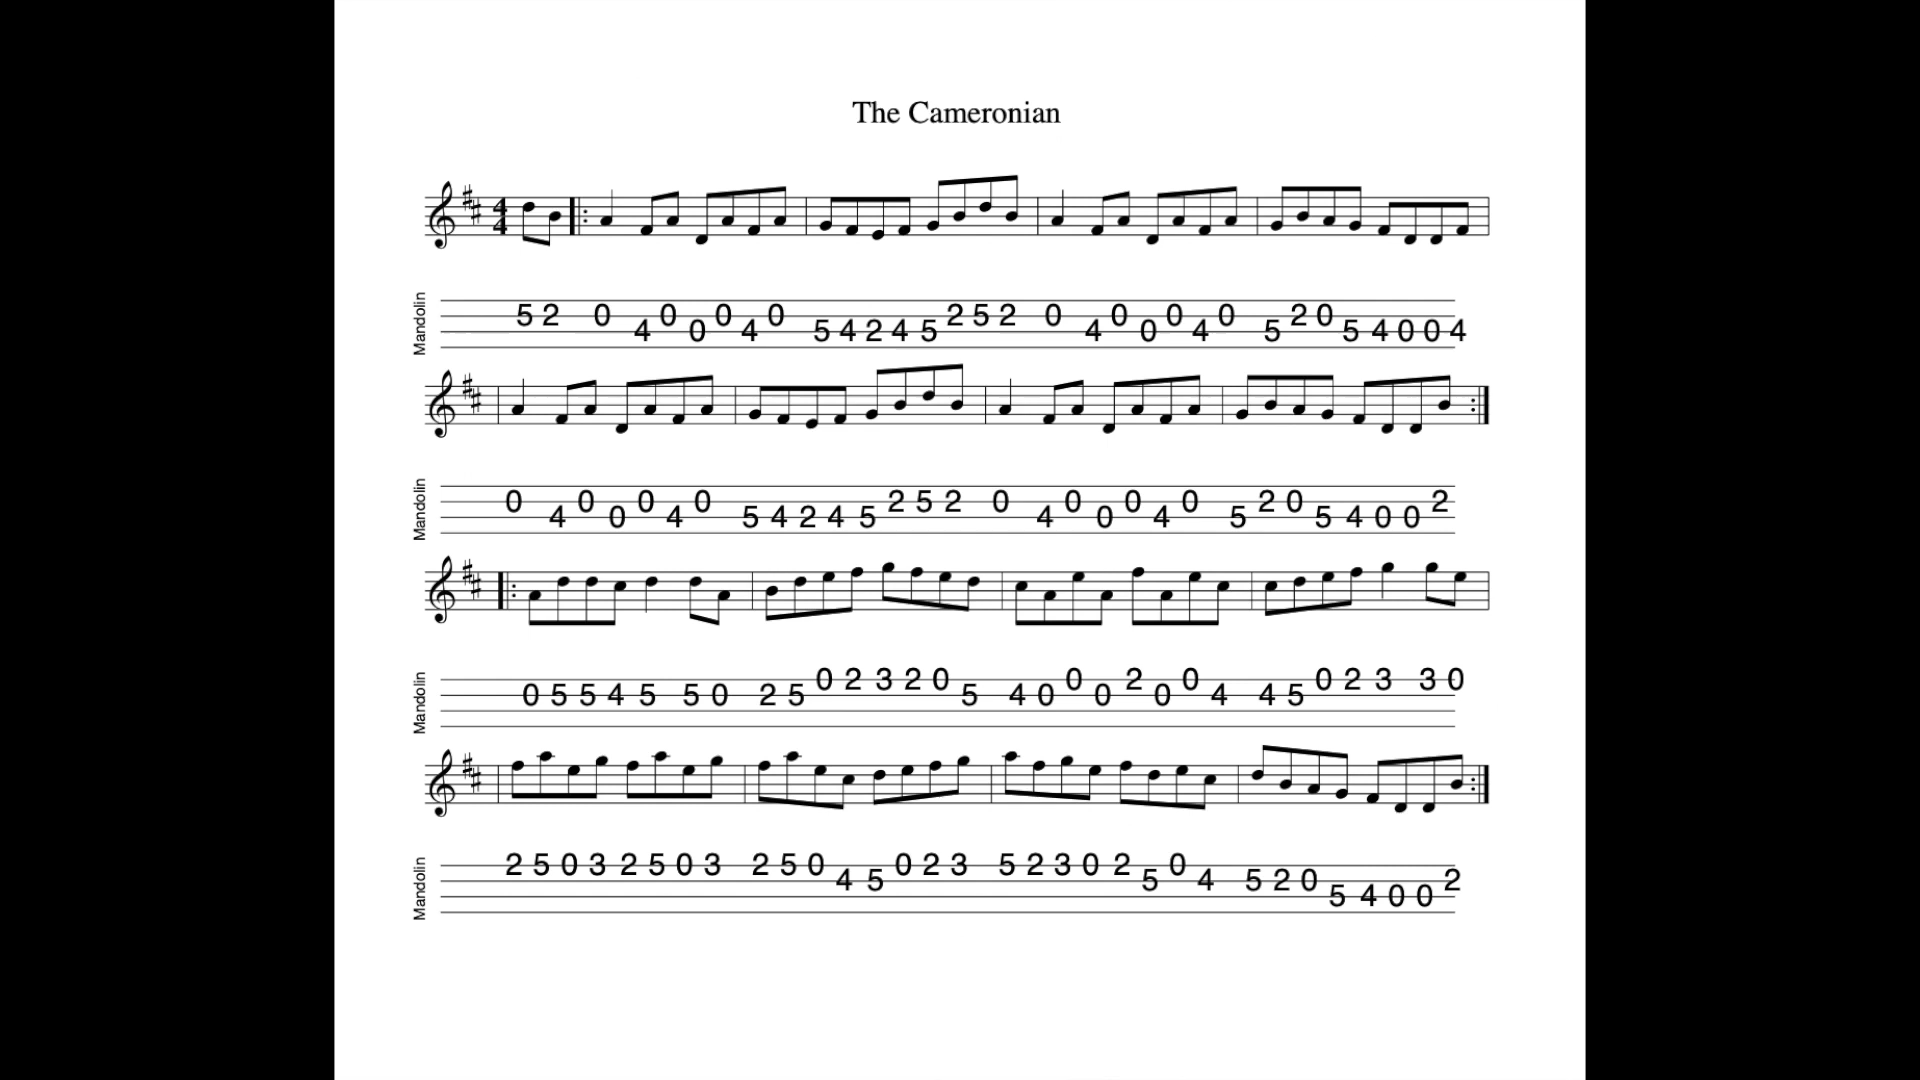 The Cameronian
4
4
Mandolin
5 2 0 4 0 0 0 4 0 5 4 2 4 5 2 5 2 0 4 0 0 0 4 0 5 2 0 5 4 0 0 4
Mandolin
0 4 0 0 0 4 0 5 4 2 4 5 2 5 2 0 4 0 0 0 4 0 5 2 0 5 4 0 0 2
Mandolin
0 5 5 4 5 5 0 2 5 0 2 3 2 0 5 4 0 0 0 2 0 0 4 4 5 0 2 3 3 0
Mandolin
2 5 0 3 2 5 0 3 2 5 0 4 5 0 2 3 5 2 3 0 2 5 0 4 5 2 0 5 4 0 0 2